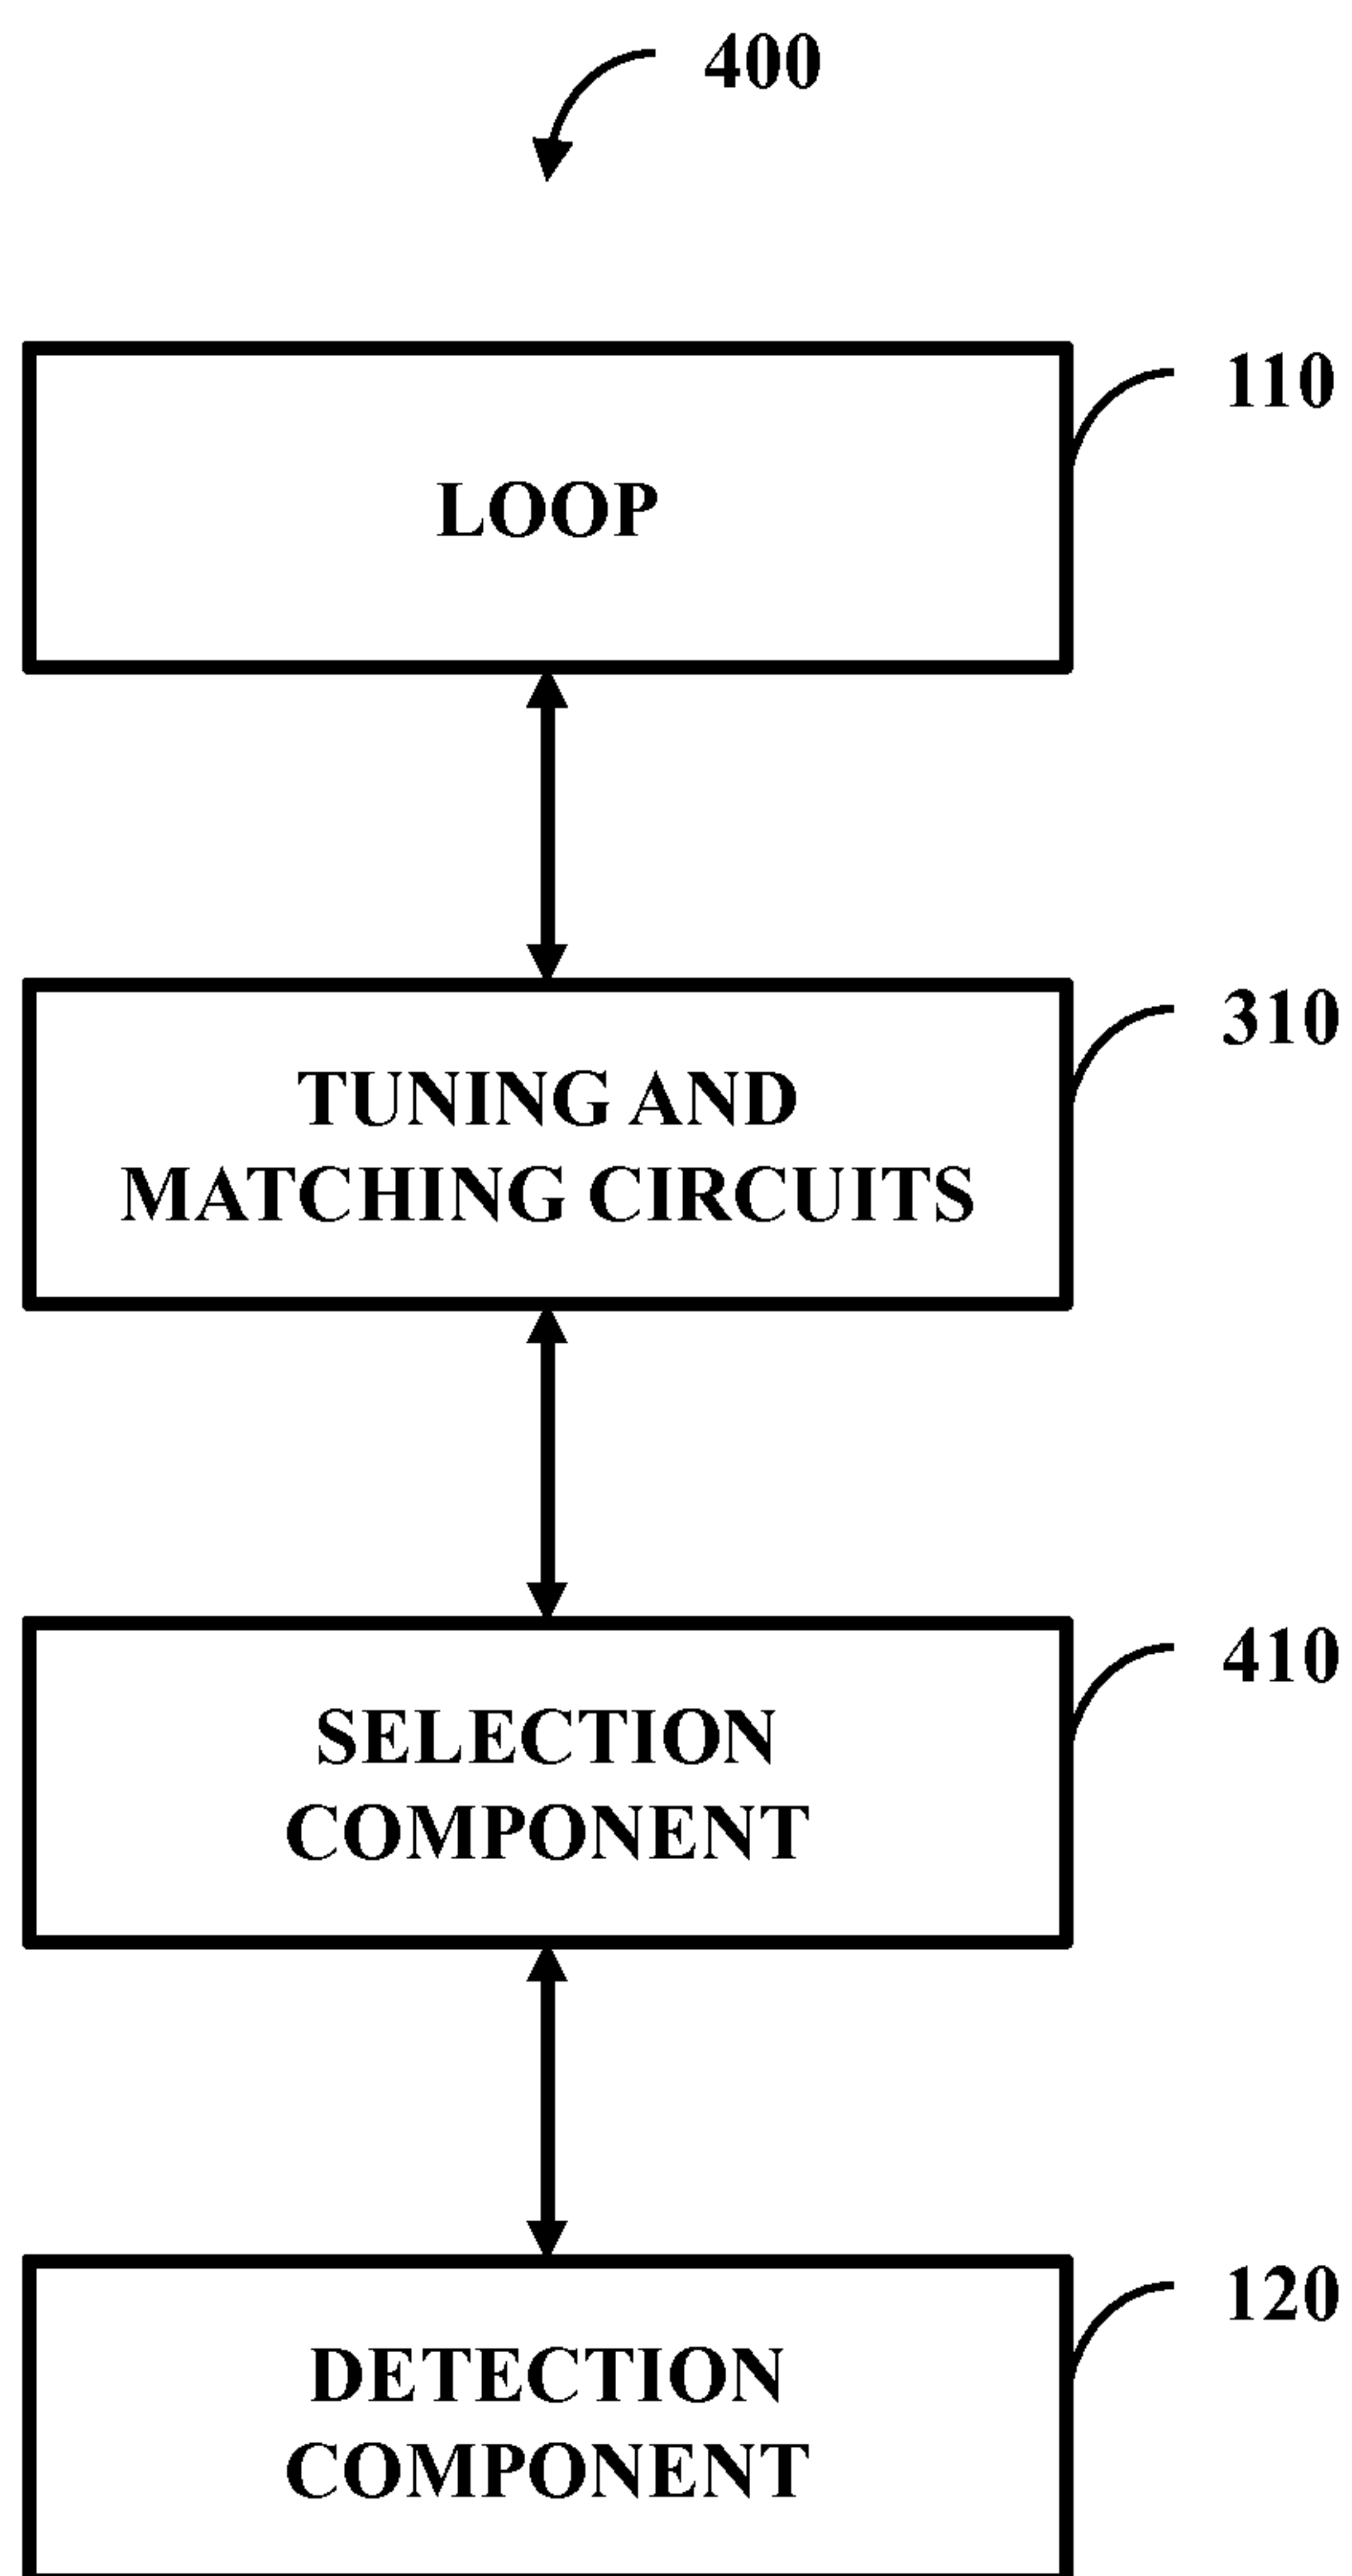 400
110
LOOP
310
TUNING AND
MATCHING CIRCUITS
410
SELECTION
COMPONENT
120
DETECTION
COMPONENT